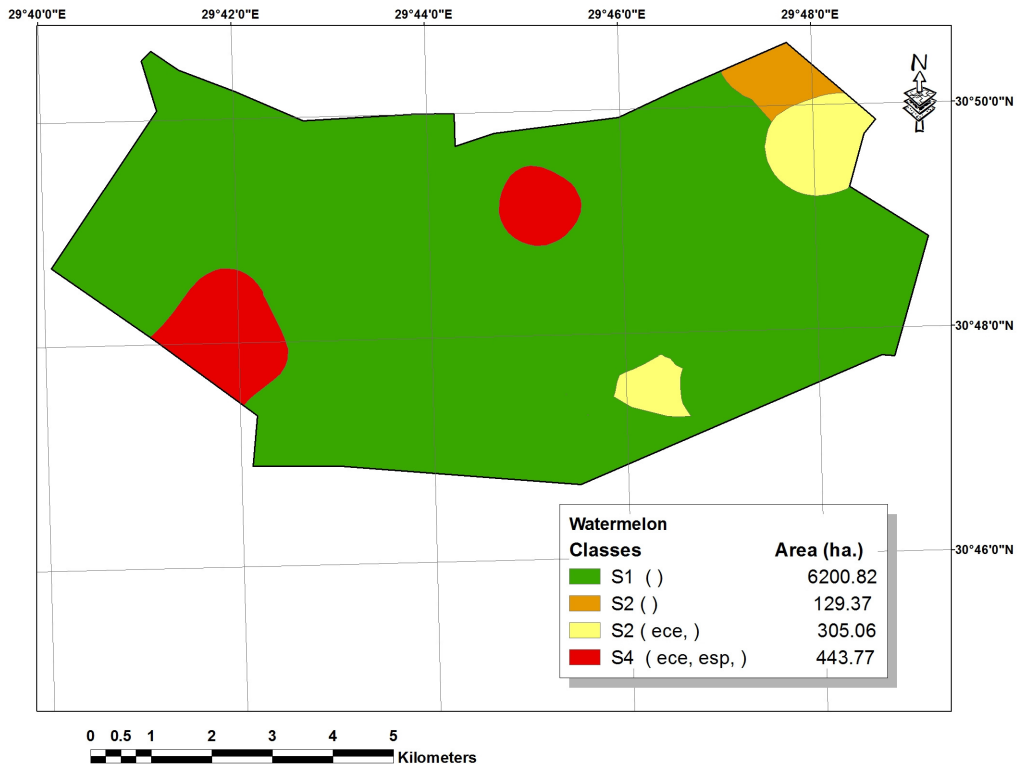 29°40'0"E 29°42'0"E 29°44'0"E 29°46'0"E 29°48'0"E
N
30°50'0"N
30°48'0"N
30°46'0"N
Watermelon
Classes Area (ha.)
S1 ( ) 6200.82
S2 ( ) 129.37
S2 ( ece, ) 305.06
S4 ( ece, esp, ) 443.77
0 0.5 1 2 3 4 5
Kilometers